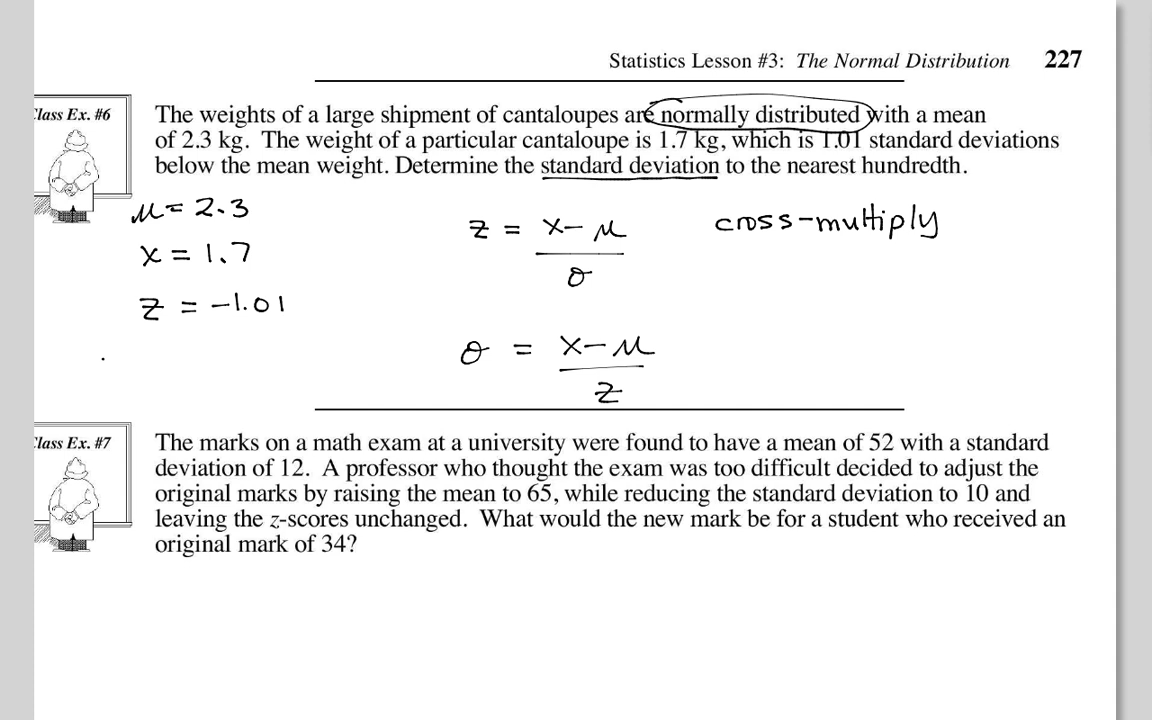 Statistics Lesson #3: The Normal Distribution 227
lass Ex. #6
The weights of a large shipment of cantaloupes are normally distributed with a mean
of 2.3 kg. The weight of a particular cantaloupe is 1.7 kg, which is 1.01 standard deviations
below the mean weight. Determine the standard deviation to the nearest hundredth.
μ = 2.3
x = 1.7
z = -1.01
z = x - μ
σ
cross-multiply
σ = x - μ
z
lass Ex. #7
The marks on a math exam at a university were found to have a mean of 52 with a standard
deviation of 12. A professor who thought the exam was too difficult decided to adjust the
original marks by raising the mean to 65, while reducing the standard deviation to 10 and
leaving the z-scores unchanged. What would the new mark be for a student who received an
original mark of 34?